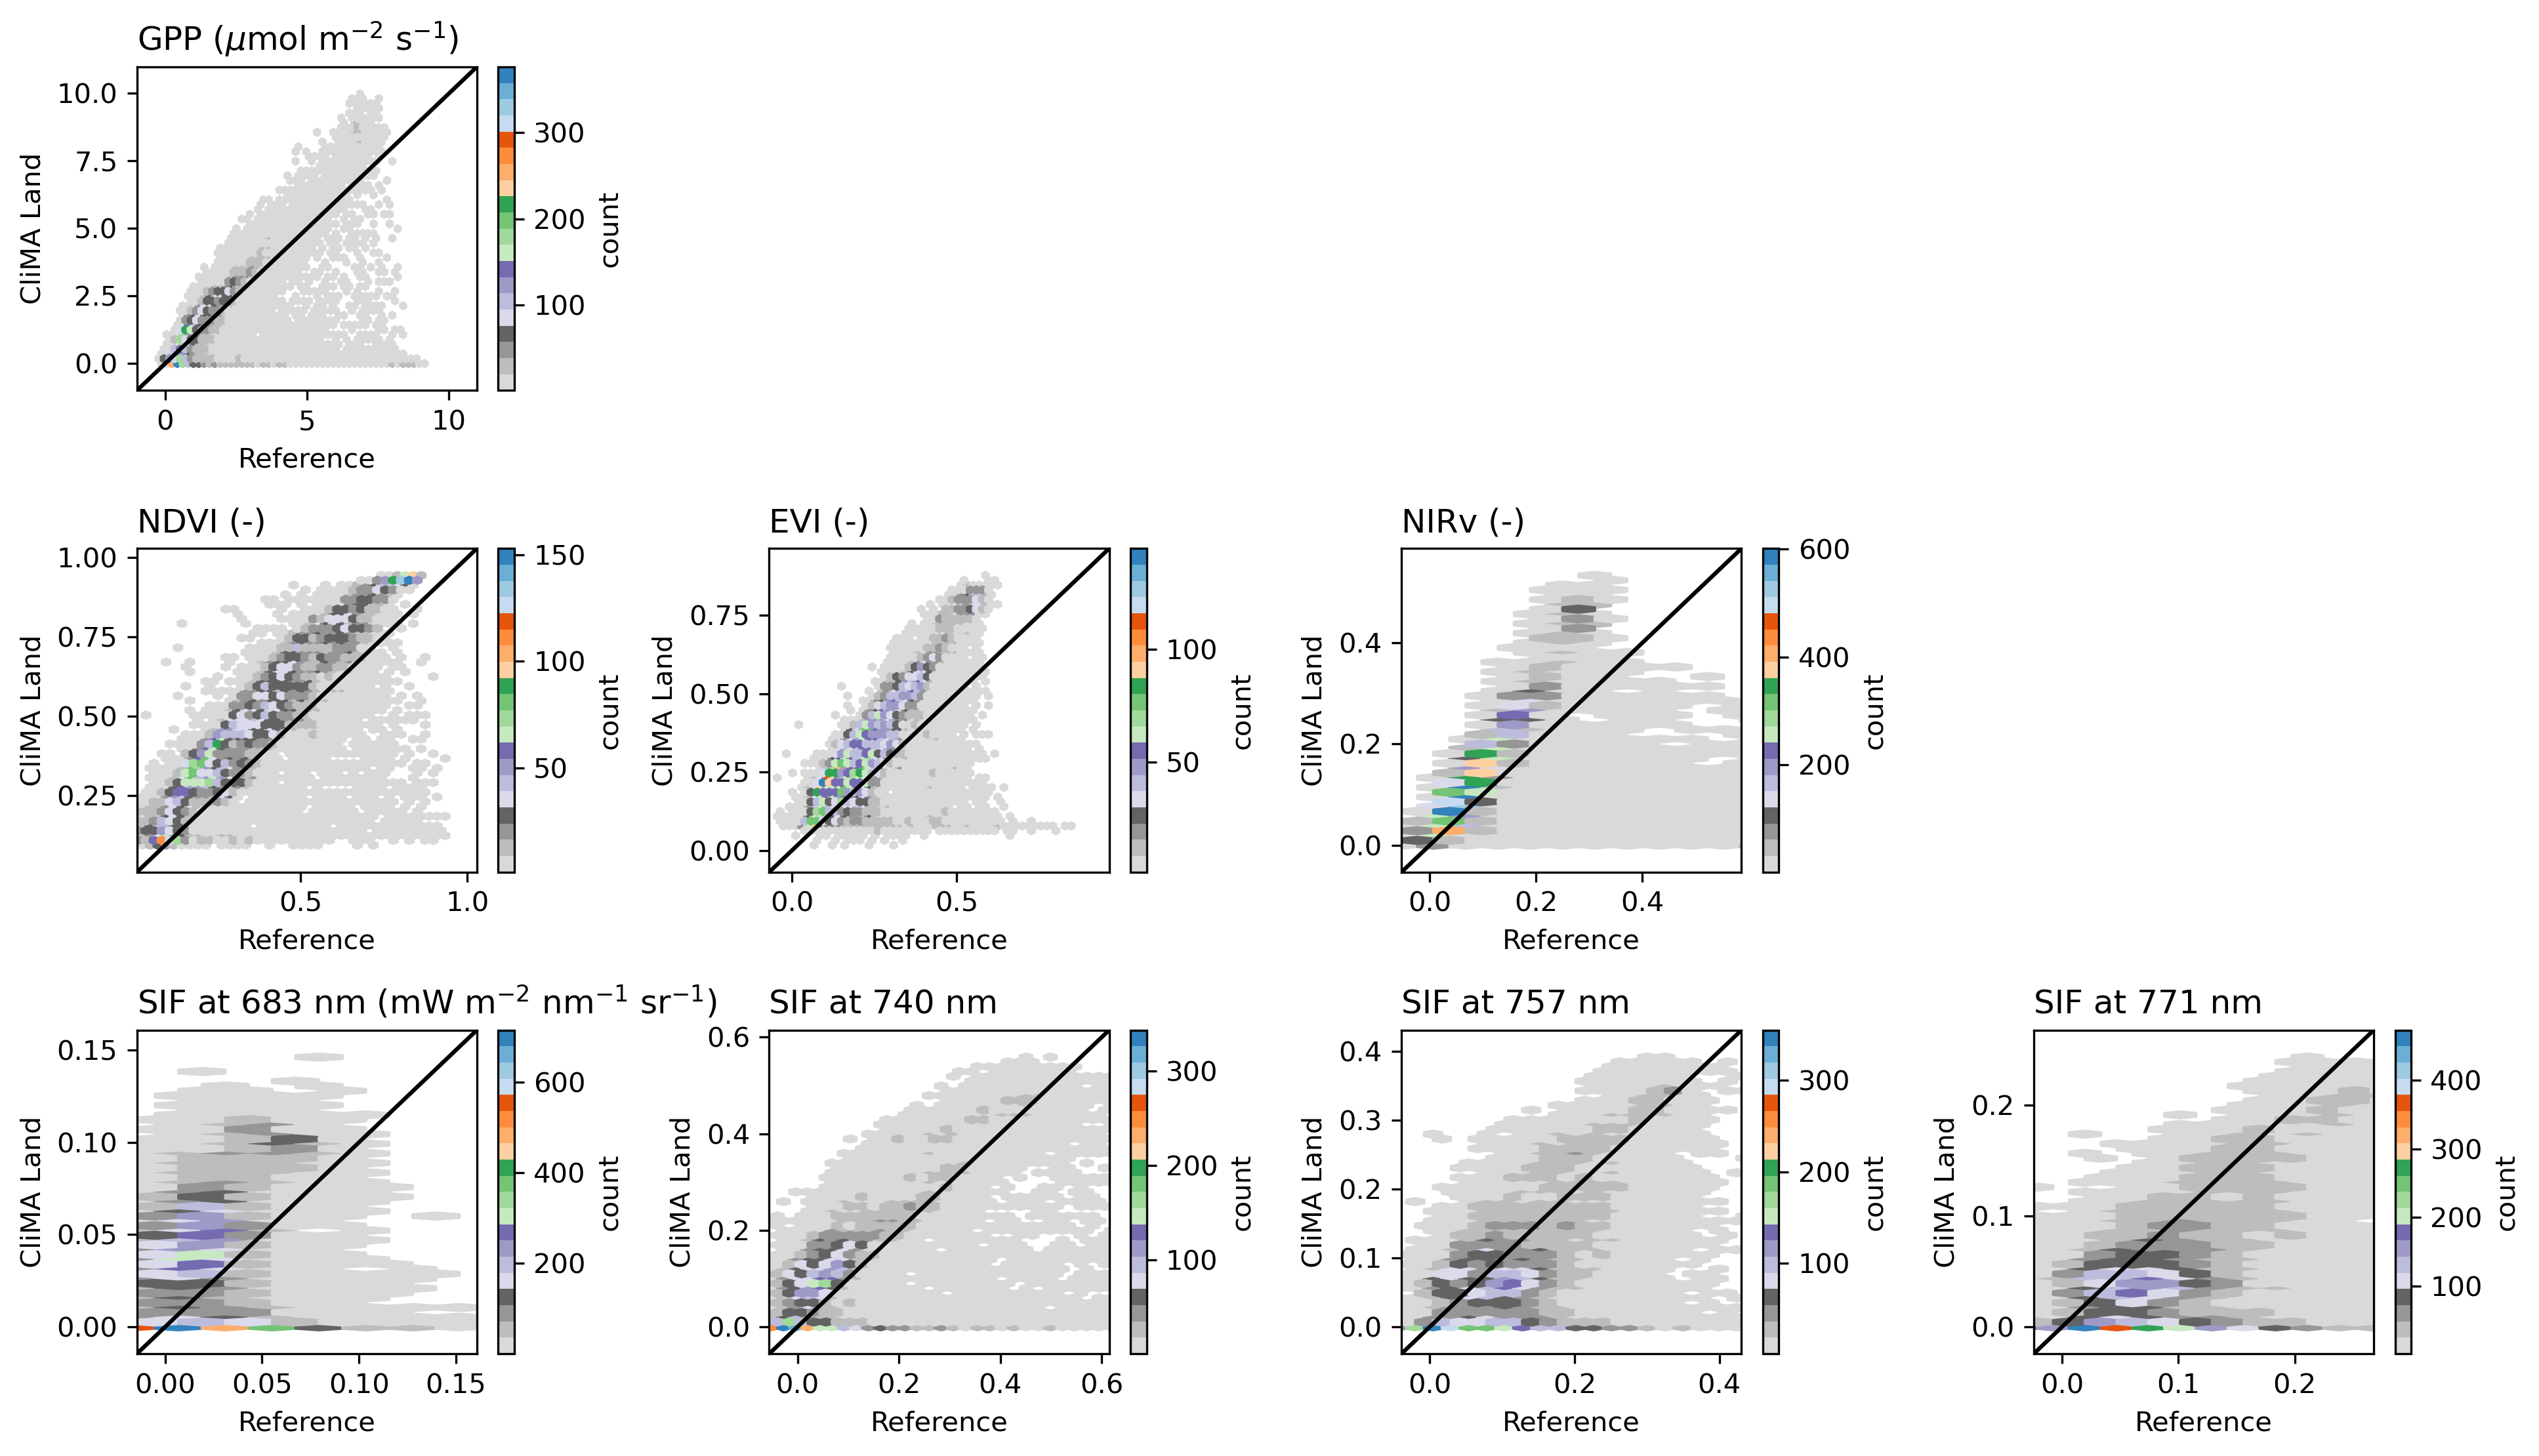 GPP (μmol m⁻² s⁻¹)
CliMA Land
10.0
7.5
5.0
2.5
0.0
0 5 10
Reference
300
200
100
count
NDVI (-)
CliMA Land
1.00
0.75
0.50
0.25
0.5 1.0
Reference
150
100
50
count
EVI (-)
CliMA Land
0.75
0.50
0.25
0.00
0.0 0.5
Reference
100
50
count
NIRv (-)
CliMA Land
0.4
0.2
0.0
0.0 0.2 0.4
Reference
600
400
200
count
SIF at 683 nm (mW m⁻² nm⁻¹ sr⁻¹)
CliMA Land
0.15
0.10
0.05
0.00
0.00 0.05 0.10 0.15
Reference
600
400
200
count
SIF at 740 nm
CliMA Land
0.6
0.4
0.2
0.0
0.0 0.2 0.4 0.6
Reference
300
200
100
count
SIF at 757 nm
CliMA Land
0.4
0.3
0.2
0.1
0.0
0.0 0.2 0.4
Reference
300
200
100
count
SIF at 771 nm
CliMA Land
0.2
0.1
0.0
0.0 0.1 0.2
Reference
400
300
200
100
count